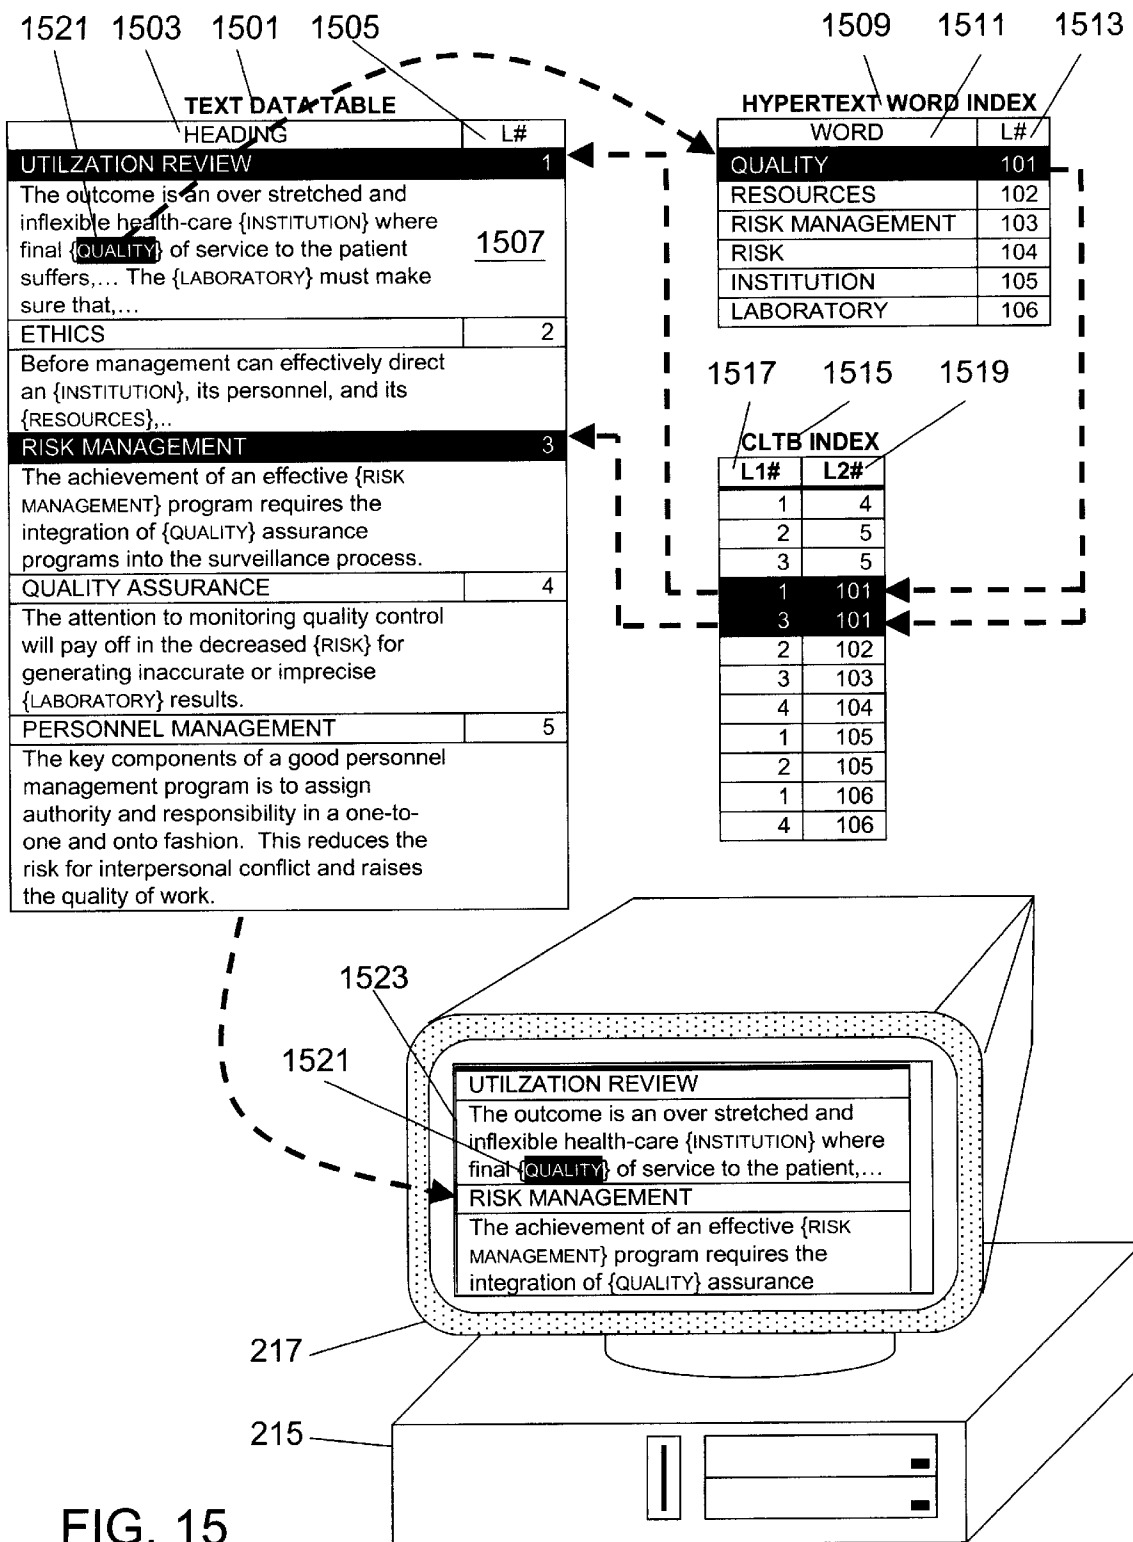 1521 1503 1501 1505
TEXT DATA TABLE
HEADING L#
UTILZATION REVIEW 1
The outcome is an over stretched and
inflexible health-care {INSTITUTION} where
final {QUALITY} of service to the patient
suffers,... The {LABORATORY} must make
sure that,...
1507
ETHICS 2
Before management can effectively direct
an {INSTITUTION}, its personnel, and its
{RESOURCES},..
RISK MANAGEMENT 3
The achievement of an effective {RISK
MANAGEMENT} program requires the
integration of {QUALITY} assurance
programs into the surveillance process.
QUALITY ASSURANCE 4
The attention to monitoring quality control
will pay off in the decreased {RISK} for
generating inaccurate or imprecise
{LABORATORY} results.
PERSONNEL MANAGEMENT 5
The key components of a good personnel
management program is to assign
authority and responsibility in a one-to-
one and onto fashion. This reduces the
risk for interpersonal conflict and raises
the quality of work.
1509 1511 1513
HYPERTEXT WORD INDEX
WORD L#
QUALITY 101
RESOURCES 102
RISK MANAGEMENT 103
RISK 104
INSTITUTION 105
LABORATORY 106
1517 1515 1519
CLTB INDEX
L1# L2#
1 4
2 5
3 5
1 101
3 101
2 102
3 103
4 104
1 105
2 105
1 106
4 106
1523
1521
UTILZATION REVIEW
The outcome is an over stretched and
inflexible health-care {INSTITUTION} where
final {QUALITY} of service to the patient,...
RISK MANAGEMENT
The achievement of an effective {RISK
MANAGEMENT} program requires the
integration of {QUALITY} assurance
217
215
FIG. 15